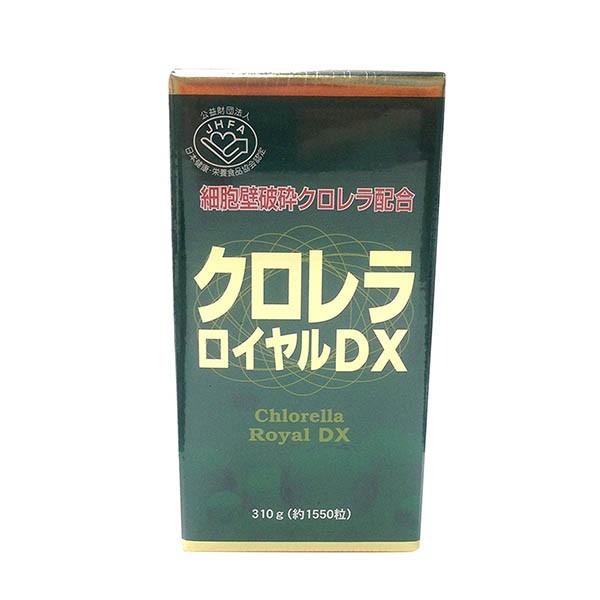 公益財団法人
JHFA
日本健康・栄養食品協会認定
細胞壁破砕クロレラ配合
クロレラ
ロイヤルDX
Chlorella
Royal DX
310g(約1550粒)